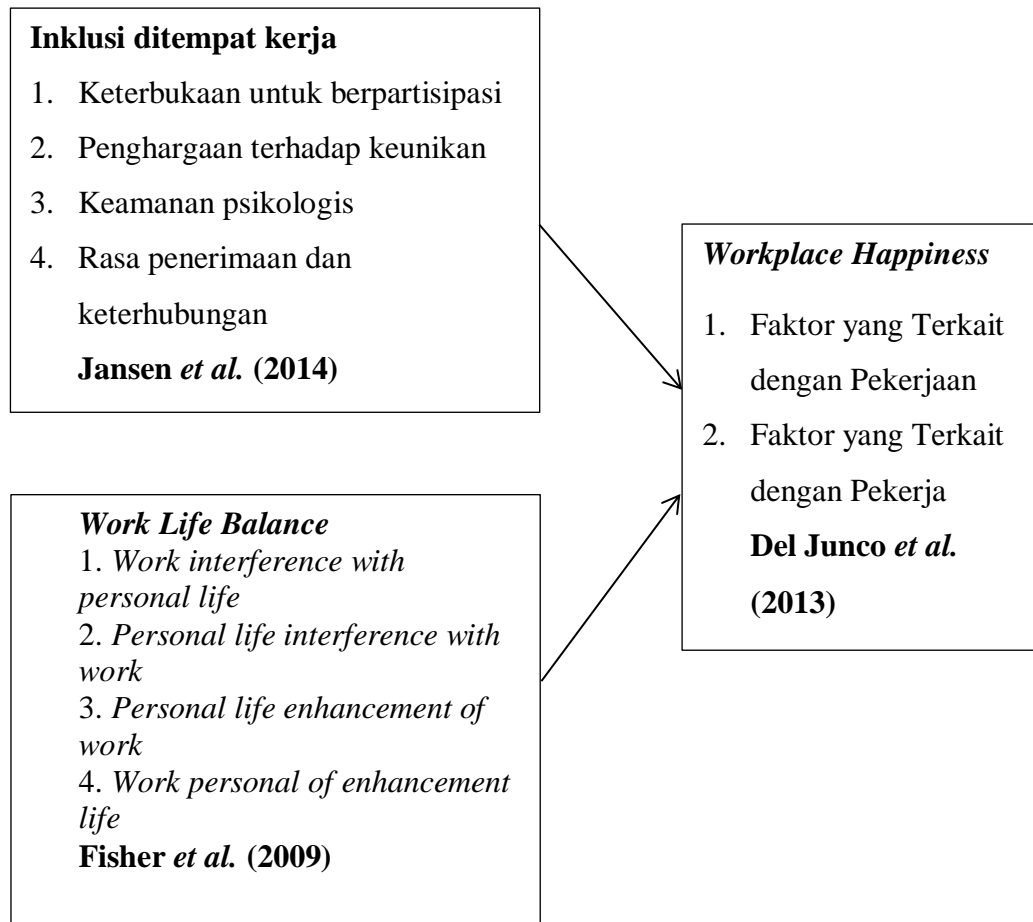 Inklusi ditempat kerja
1. Keterbukaan untuk berpartisipasi
2. Penghargaan terhadap keunikan
3. Keamanan psikologis
4. Rasa penerimaan dan
keterhubungan
Jansen et al. (2014)
Work Life Balance
1. Work interference with
personal life
2. Personal life interference with
work
3. Personal life enhancement of
work
4. Work personal of enhancement
life
Fisher et al. (2009)
Workplace Happiness
1. Faktor yang Terkait
dengan Pekerjaan
2. Faktor yang Terkait
dengan Pekerja
Del Junco et al.
(2013)